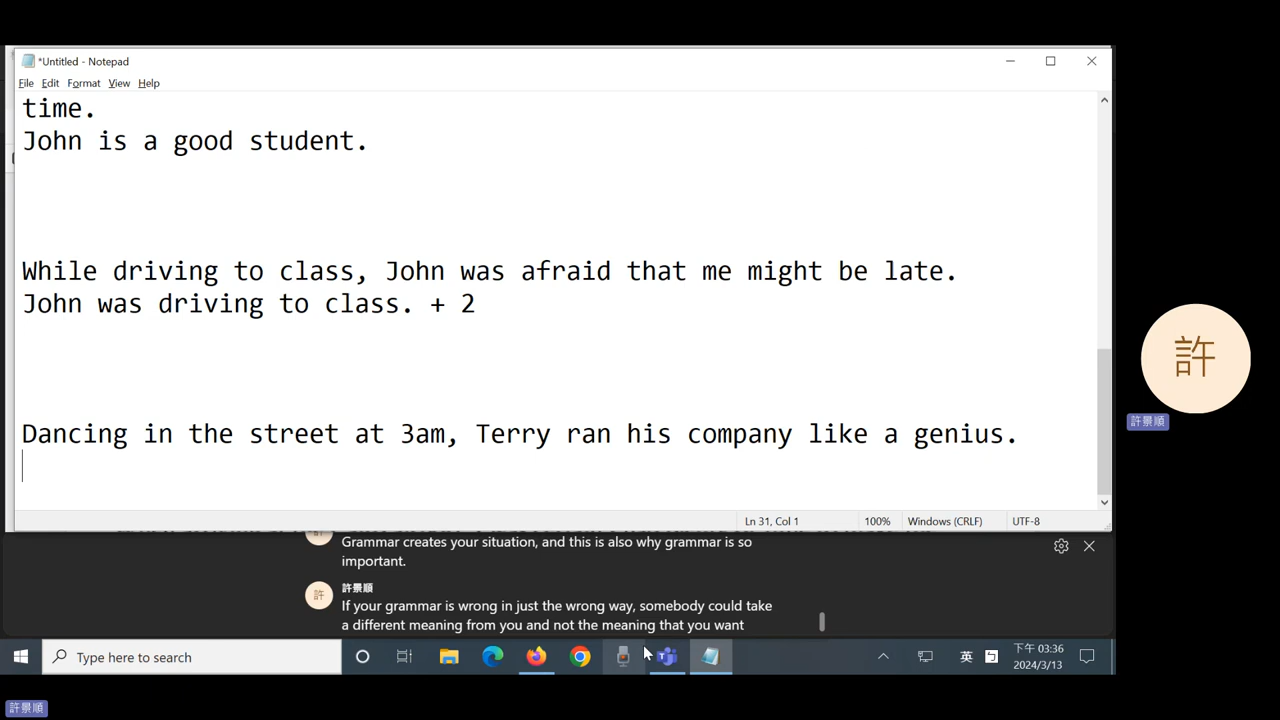 *Untitled - Notepad
File Edit Format View Help
time.
John is a good student.
While driving to class, John was afraid that me might be late.
John was driving to class. + 2
Dancing in the street at 3am, Terry ran his company like a genius.
Ln 31, Col 1 100% Windows (CRLF) UTF-8
許
許景順
Grammar creates your situation, and this is also why grammar is so
important.
許景順
許
If your grammar is wrong in just the wrong way, somebody could take
a different meaning from you and not the meaning that you want
Type here to search
英
下午 03:36
2024/3/13
許景順